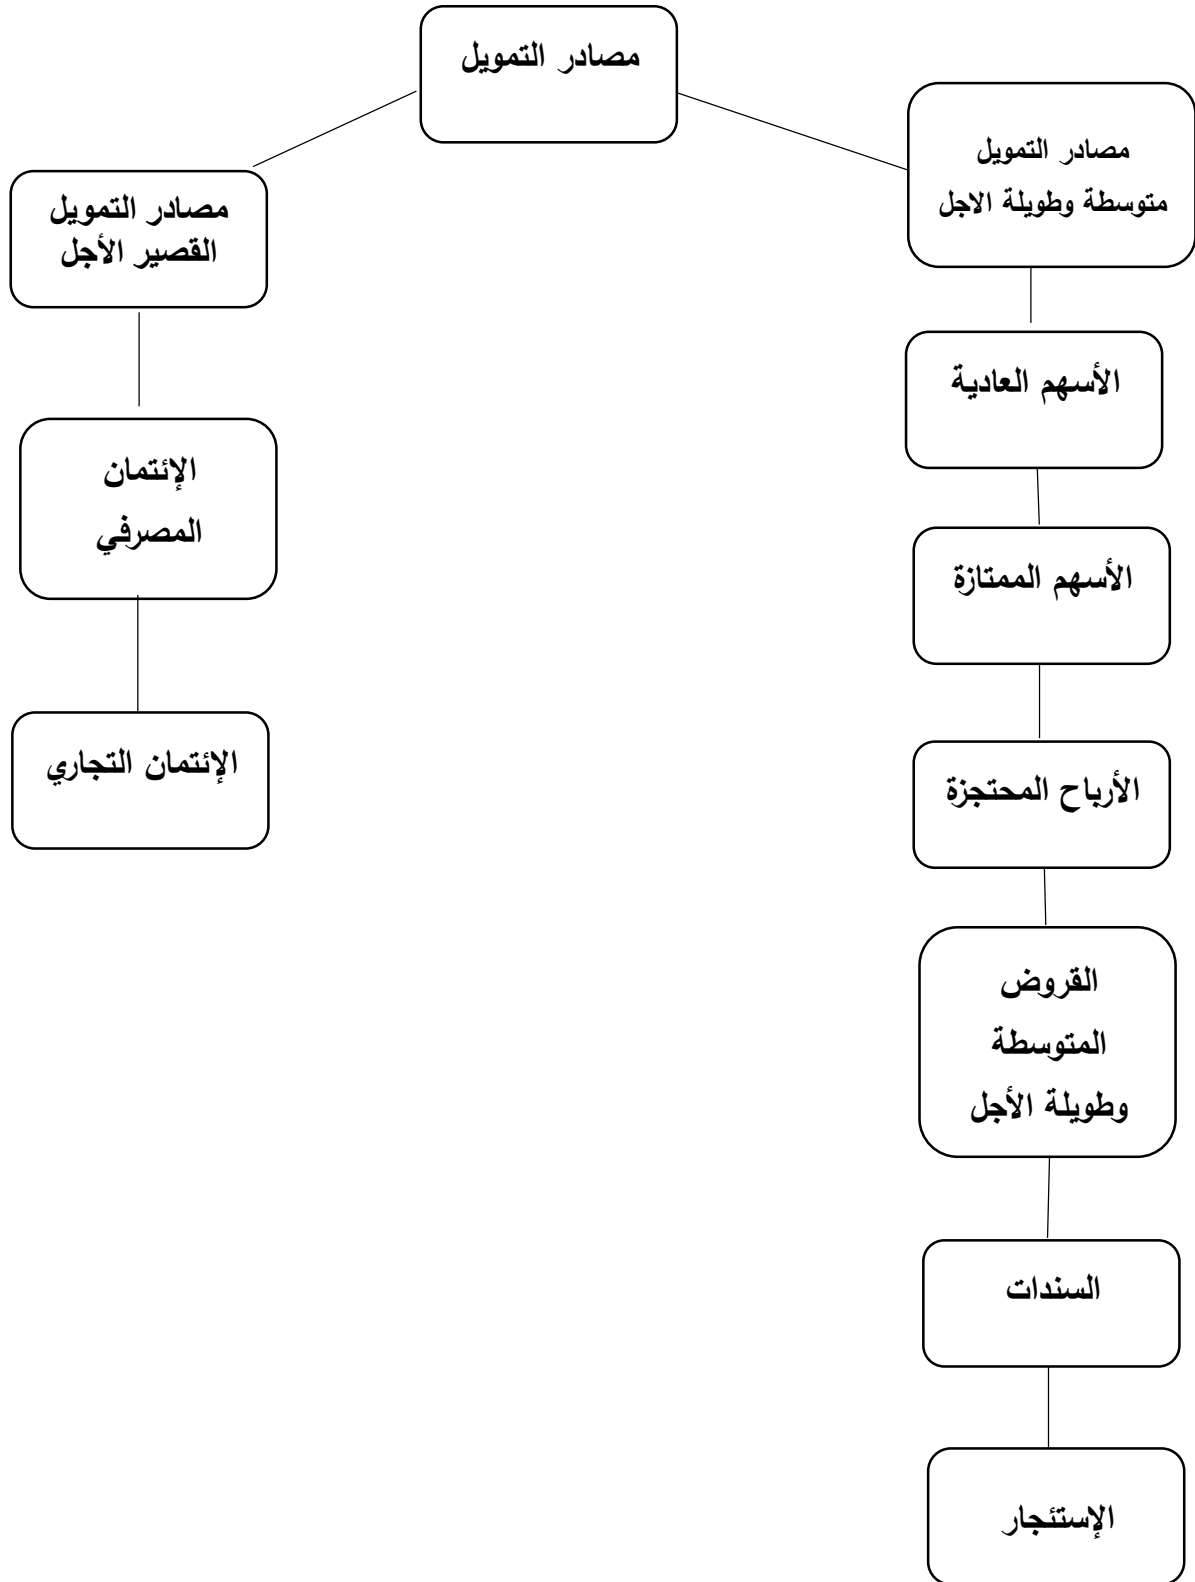 مصادر التمويل
مصادر التمويل
متوسطة وطويلة الاجل
الأسهم العادية
الأسهم الممتازة
الأرباح المحتجزة
القروض
المتوسطة
وطويلة الأجل
السندات
الإستئجار
مصادر التمويل
القصير الأجل
الإئتمان
المصرفي
الإئتمان التجاري